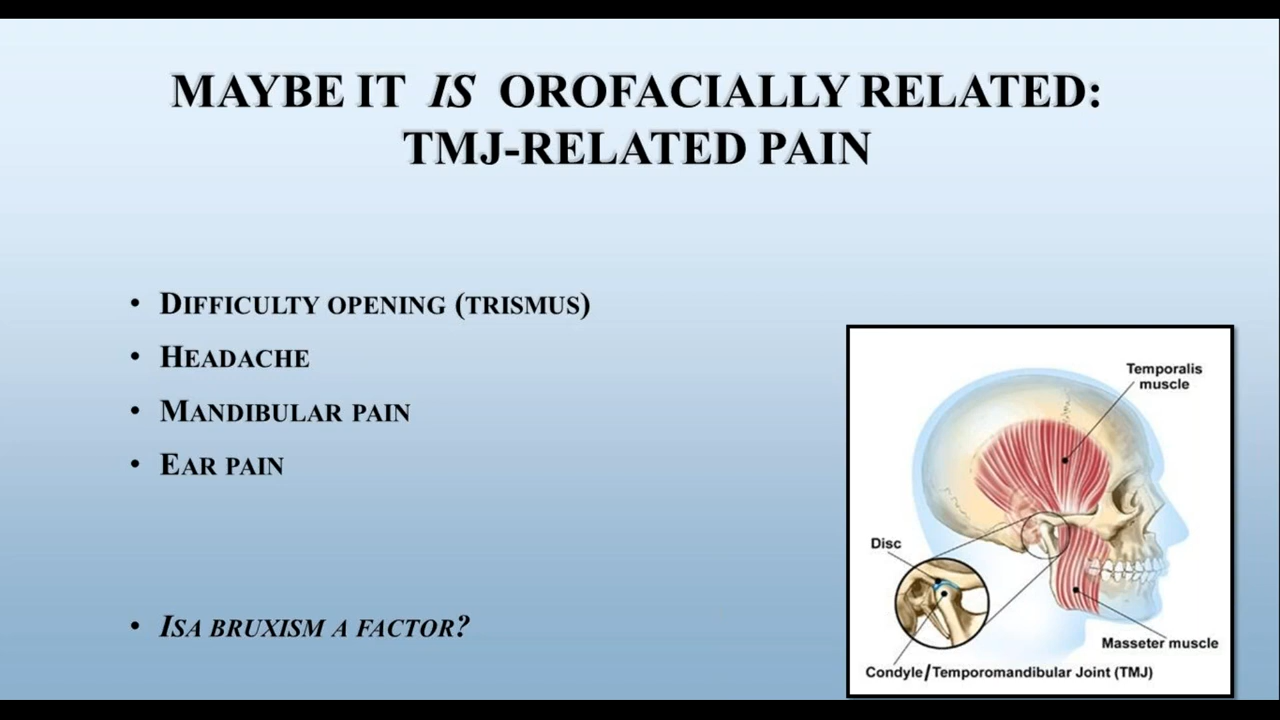 MAYBE IT IS OROFACIALLY RELATED:
TMJ-RELATED PAIN
• DIFFICULTY OPENING (TRISMUS)
• HEADACHE
• MANDIBULAR PAIN
• EAR PAIN
• ISA BRUXISM A FACTOR?
Temporalis
muscle
Disc
Masseter muscle
Condyle/Temporomandibular Joint (TMJ)